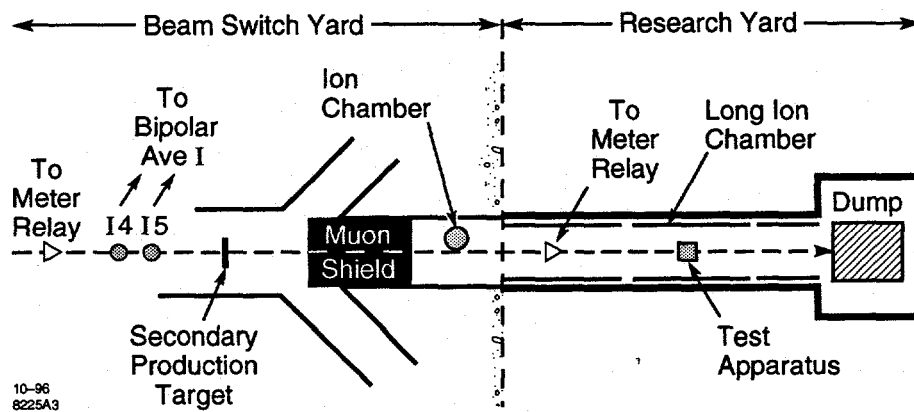 Beam Switch Yard
Research Yard
To
Bipolar
Ave I
Ion
Chamber
To
Meter
Relay
Long Ion
Chamber
To
Meter
Relay
I4 I5
Dump
Muon
Shield
Secondary
Production
Target
Test
Apparatus
10–96
8225A3